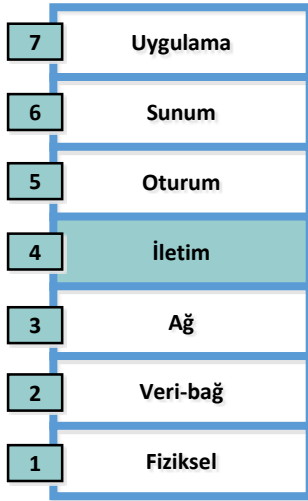 7 Uygulama
6 Sunum
5 Oturum
4 İletim
3 Ağ
2 Veri-bağ
1 Fiziksel